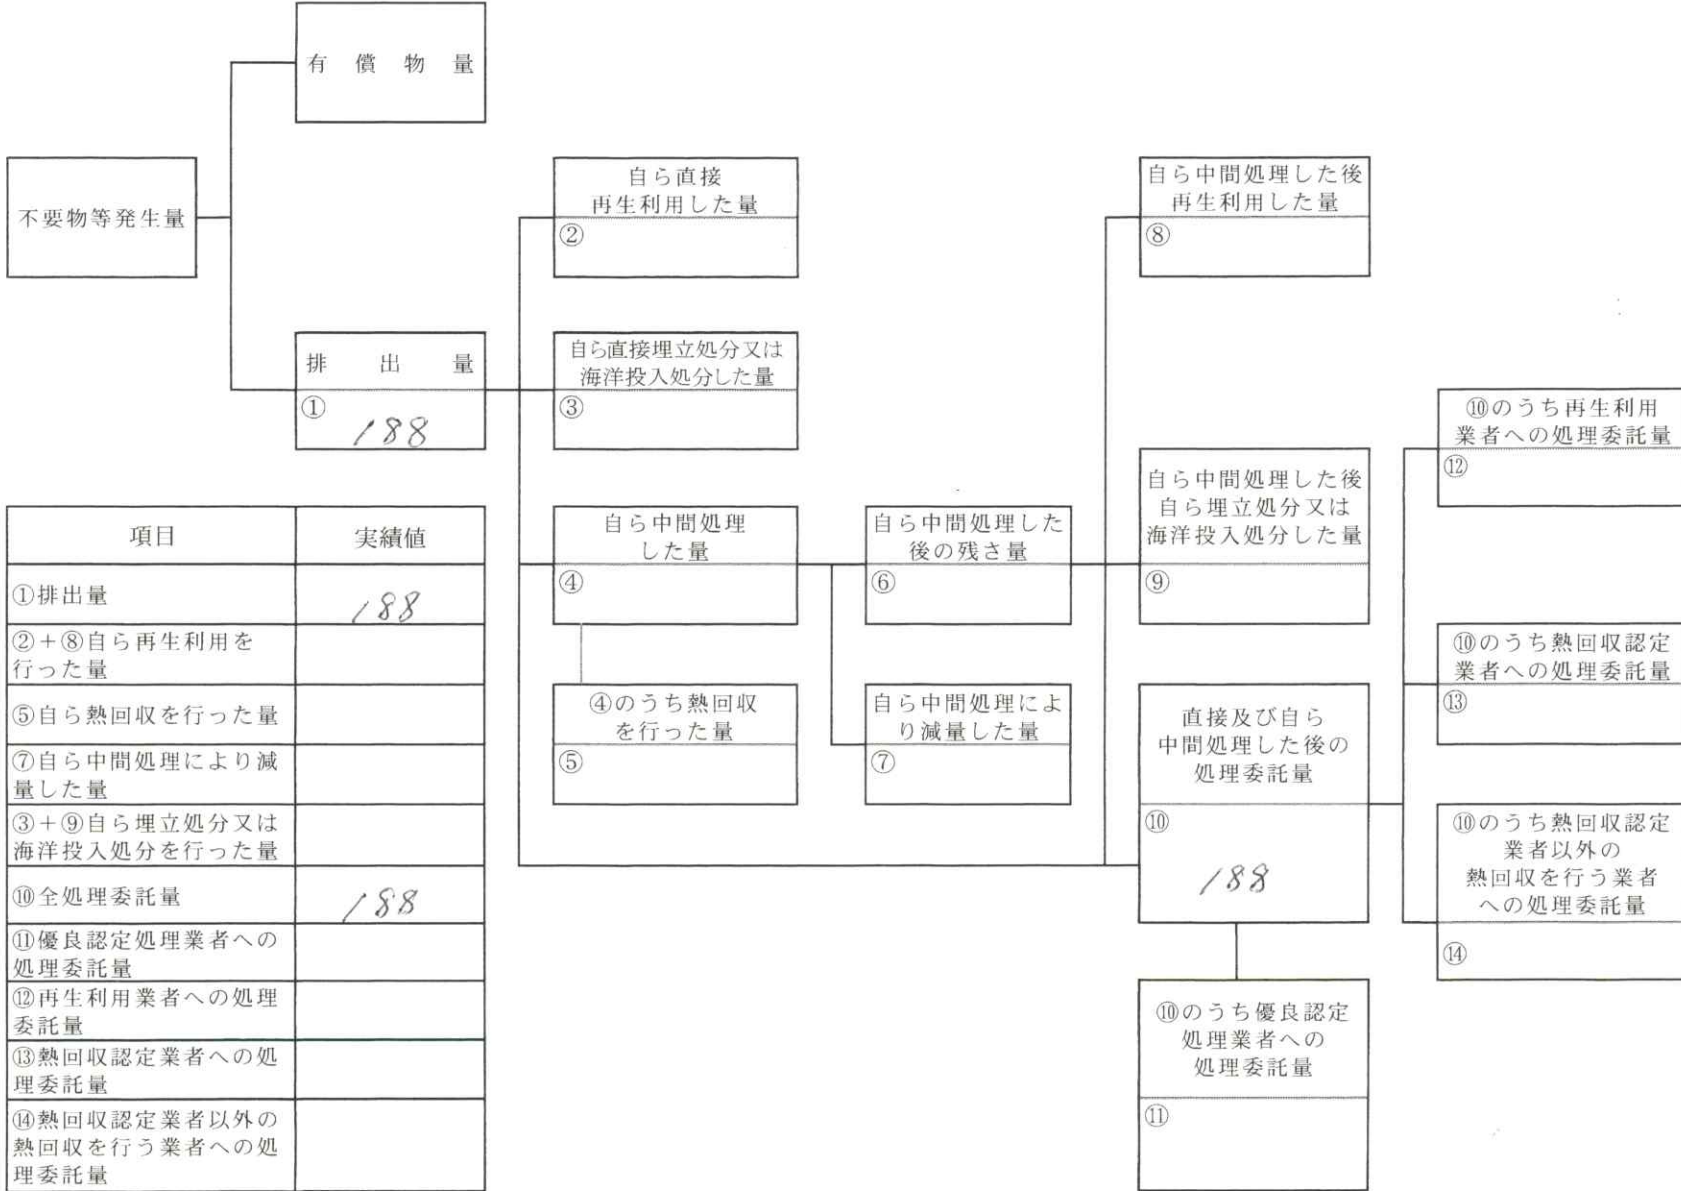 有償物量
不要物等発生量
排出量
①
188
自ら直接
再生利用した量
②
自ら直接埋立処分又は
海洋投入処分した量
③
自ら中間処理
した量
④
④のうち熱回収
を行った量
⑤
自ら中間処理した
後の残さ量
⑥
自ら中間処理によ
り減量した量
⑦
自ら中間処理した後
再生利用した量
⑧
自ら中間処理した後
自ら埋立処分又は
海洋投入処分した量
⑨
直接及び自ら
中間処理した後の
処理委託量
⑩
188
⑩のうち優良認定
処理業者への
処理委託量
⑪
⑩のうち再生利用
業者への処理委託量
⑫
⑩のうち熱回収認定
業者への処理委託量
⑬
⑩のうち熱回収認定
業者以外の
熱回収を行う業者
への処理委託量
⑭
項目 実績値
①排出量 188
②+⑧自ら再生利用を
行った量
⑤自ら熱回収を行った量
⑦自ら中間処理により減
量した量
③+⑨自ら埋立処分又は
海洋投入処分を行った量
⑩全処理委託量 188
⑪優良認定処理業者への
処理委託量
⑫再生利用業者への処理
委託量
⑬熱回収認定業者への処
理委託量
⑭熱回収認定業者以外の
熱回収を行う業者への処
理委託量